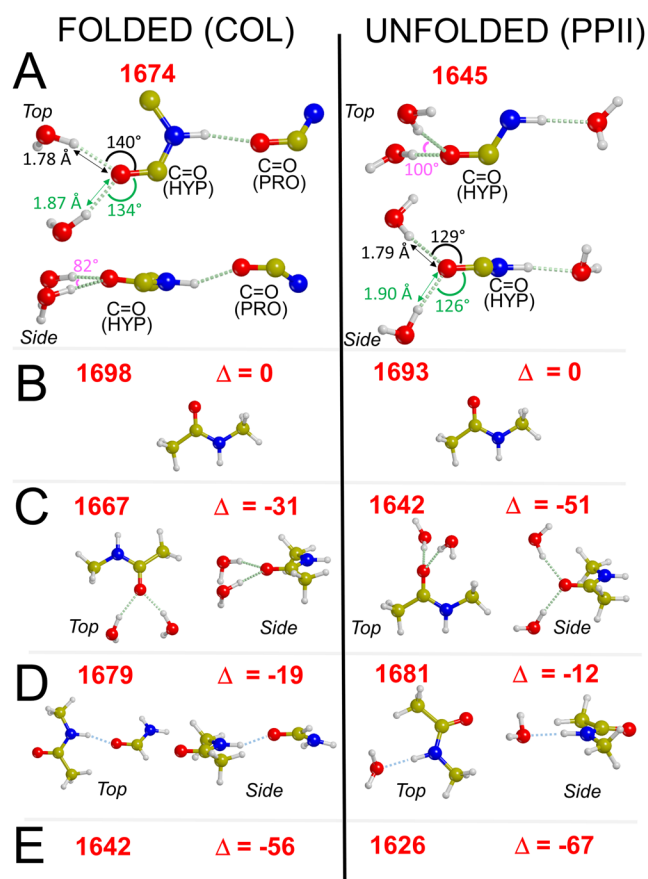 FOLDED (COL)
UNFOLDED (PPII)
A
1674
1645
Top
Top
1.78 Å
140°
C=O
(HYP)
C=O
(PRO)
1.87 Å
134°
100°
C=O
(HYP)
82°
1.79 Å
129°
C=O
(HYP)
C=O
(PRO)
1.90 Å
126°
C=O
(HYP)
Side
Side
B
1698
Δ = 0
1693
Δ = 0
C
1667
Δ = -31
1642
Δ = -51
Top
Side
Top
Side
D
1679
Δ = -19
1681
Δ = -12
Top
Side
Top
Side
E
1642
Δ = -56
1626
Δ = -67